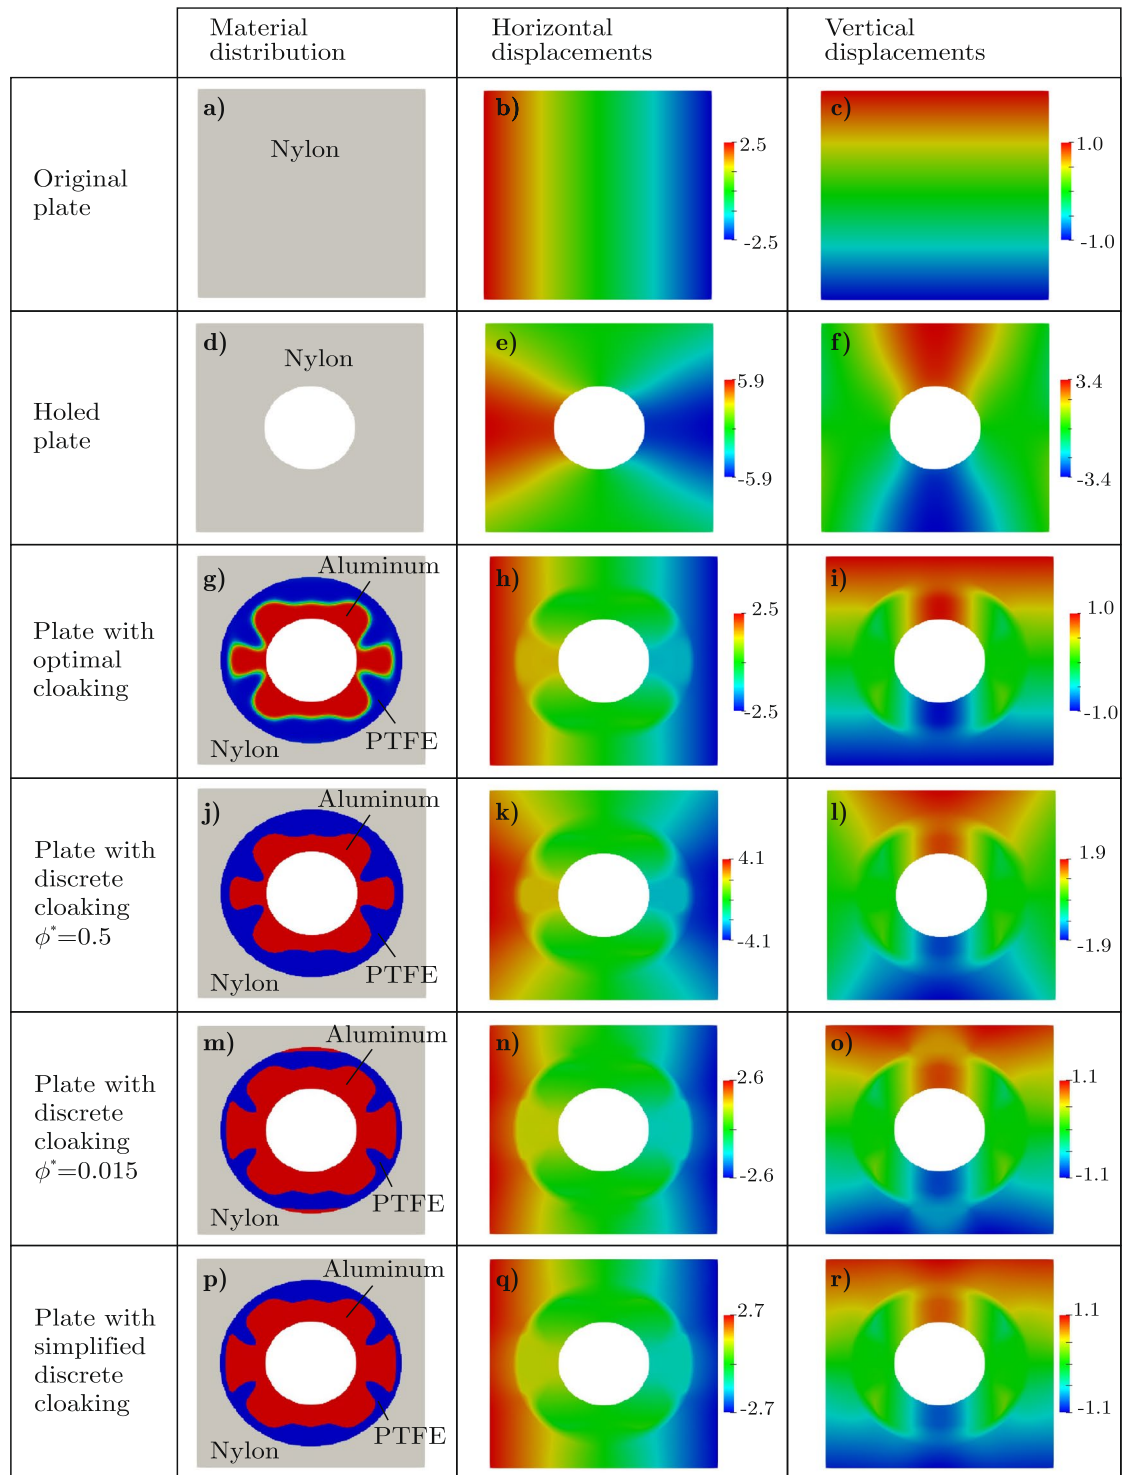 Material
distribution
Horizontal
displacements
Vertical
displacements
Original
plate
a)
Nylon
b)
2.5
-2.5
c)
1.0
-1.0
Holed
plate
d)
Nylon
e)
5.9
-5.9
f)
3.4
-3.4
Plate with
optimal
cloaking
g)
Aluminum
PTFE
Nylon
h)
2.5
-2.5
i)
1.0
-1.0
Plate with
discrete
cloaking
ϕ*=0.5
j)
Aluminum
PTFE
Nylon
k)
4.1
-4.1
l)
1.9
-1.9
Plate with
discrete
cloaking
ϕ*=0.015
m)
Aluminum
PTFE
Nylon
n)
2.6
-2.6
o)
1.1
-1.1
Plate with
simplified
discrete
cloaking
p)
Aluminum
PTFE
Nylon
q)
2.7
-2.7
r)
1.1
-1.1